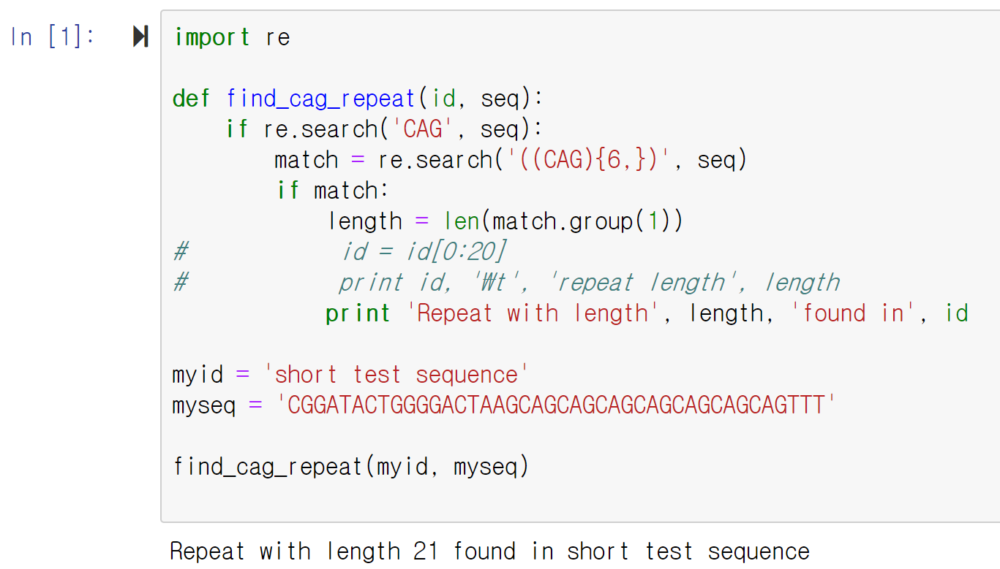 In [1]:
import re
def find_cag_repeat(id, seq):
    if re.search('CAG', seq):
        match = re.search('((CAG){6,})', seq)
        if match:
            length = len(match.group(1))
#            id = id[0:20]
#            print id, '₩t', 'repeat length', length
            print 'Repeat with length', length, 'found in', id
myid = 'short test sequence'
myseq = 'CGGATACTGGGGACTAAGCAGCAGCAGCAGCAGCAGCAGTTT'
find_cag_repeat(myid, myseq)
Repeat with length 21 found in short test sequence